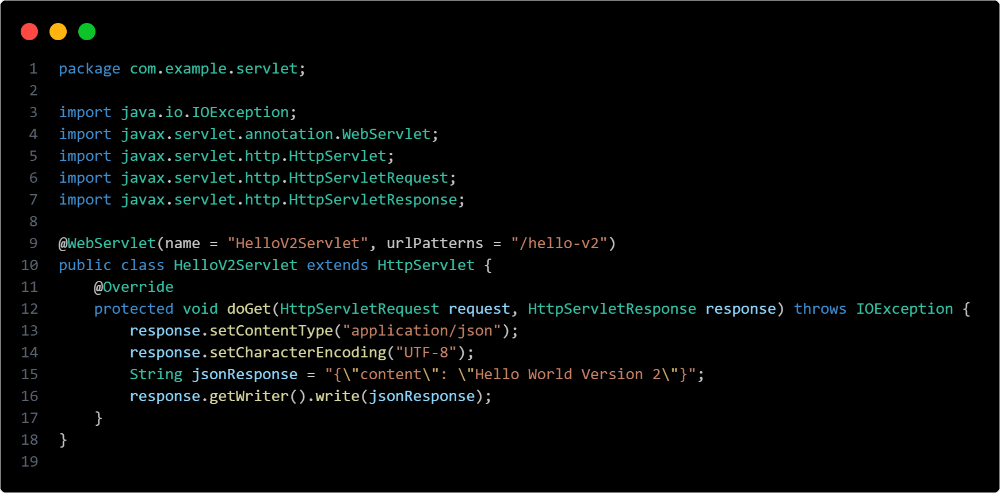 1 package com.example.servlet;
2
3 import java.io.IOException;
4 import javax.servlet.annotation.WebServlet;
5 import javax.servlet.http.HttpServlet;
6 import javax.servlet.http.HttpServletRequest;
7 import javax.servlet.http.HttpServletResponse;
8
9 @WebServlet(name = "HelloV2Servlet", urlPatterns = "/hello-v2")
10 public class HelloV2Servlet extends HttpServlet {
11     @Override
12     protected void doGet(HttpServletRequest request, HttpServletResponse response) throws IOException {
13         response.setContentType("application/json");
14         response.setCharacterEncoding("UTF-8");
15         String jsonResponse = "{\"content\": \"Hello World Version 2\"}";
16         response.getWriter().write(jsonResponse);
17     }
18 }
19